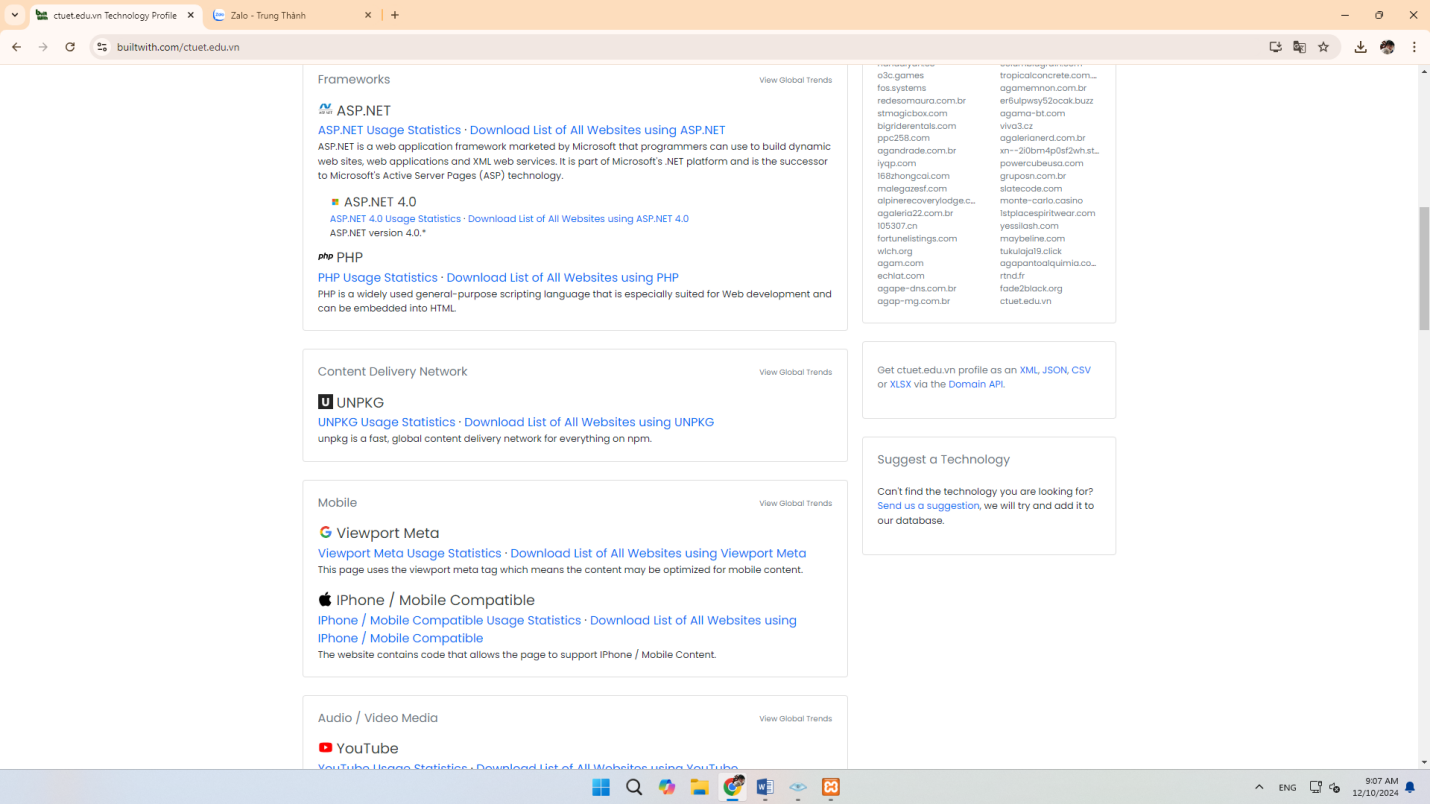 ctuet.edu.vn Technology Profile
Zalo - Trung Thành
builtwith.com/ctuet.edu.vn
Frameworks
View Global Trends
ASP.NET
ASP.NET Usage Statistics · Download List of All Websites using ASP.NET
ASP.NET is a web application framework marketed by Microsoft that programmers can use to build dynamic
web sites, web applications and XML web services. It is part of Microsoft's .NET platform and is the successor
to Microsoft's Active Server Pages (ASP) technology.
ASP.NET 4.0
ASP.NET 4.0 Usage Statistics · Download List of All Websites using ASP.NET 4.0
ASP.NET version 4.0.*
php PHP
PHP Usage Statistics · Download List of All Websites using PHP
PHP is a widely used general-purpose scripting language that is especially suited for Web development and
can be embedded into HTML.
Content Delivery Network
View Global Trends
U UNPKG
UNPKG Usage Statistics · Download List of All Websites using UNPKG
unpkg is a fast, global content delivery network for everything on npm.
Mobile
View Global Trends
Viewport Meta
Viewport Meta Usage Statistics · Download List of All Websites using Viewport Meta
This page uses the viewport meta tag which means the content may be optimized for mobile content.
IPhone / Mobile Compatible
IPhone / Mobile Compatible Usage Statistics · Download List of All Websites using
IPhone / Mobile Compatible
The website contains code that allows the page to support IPhone / Mobile Content.
Audio / Video Media
View Global Trends
YouTube
YouTube Usage Statistics · Download List of All Websites using YouTube
o3c.games
tropicalconcrete.com,...
fos.systems
agamemnon.com.br
redesomaura.com.br
er6ulpwsy52ocak.buzz
stmagicbox.com
agama-bt.com
bigriderentals.com
viva3.cz
ppc258.com
agalerianerd.com.br
agandrade.com.br
xn--2i0bm4p0sf2wh.st...
iyqp.com
powercubeusa.com
168zhongcai.com
gruposn.com.br
malegazesf.com
slatecode.com
alpinerecoverylodge.c...
monte-carlo.casino
agaleria22.com.br
1stplacespiritwear.com
105307.cn
yessilash.com
fortunelistings.com
maybeline.com
wlch.org
tukulaja19.click
agam.com
agapantoalquimia.co...
echlat.com
rtnd.fr
agape-dns.com.br
fade2black.org
agap-mg.com.br
ctuet.edu.vn
Get ctuet.edu.vn profile as an XML, JSON, CSV
or XLSX via the Domain API.
Suggest a Technology
Can't find the technology you are looking for?
Send us a suggestion, we will try and add it to
our database.
ENG
9:07 AM
12/10/2024